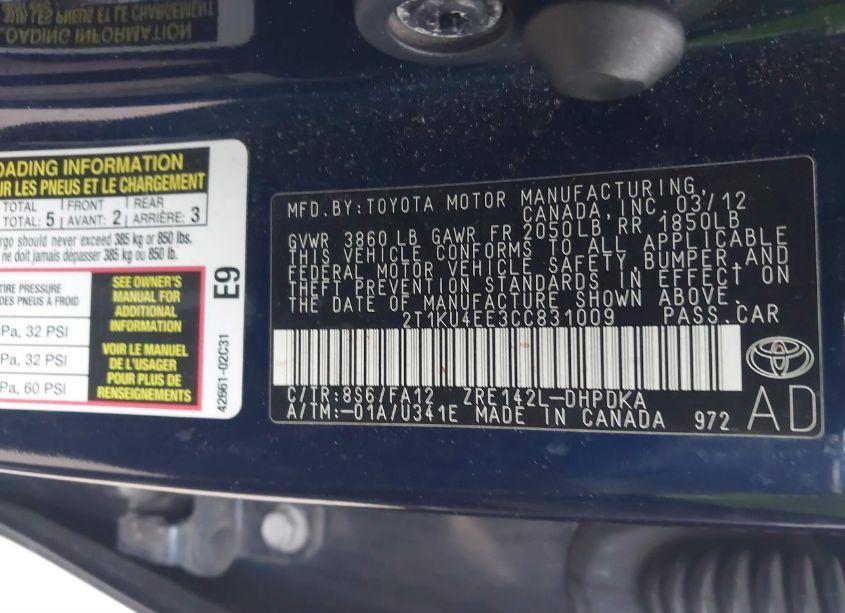 LOADING INFORMATION
OADING INFORMATION
UR LES PNEUS ET LE CHARGEMENT
TOTAL FRONT REAR
TOTAL: 5 AVANT: 2 ARRIÈRE: 3
rgo should never exceed 385 kg or 850 lbs.
ne doit jamais dépasser 385 kg ou 850 lb.
TIRE PRESSURE
DES PNEUS À FROID
Pa, 32 PSI
Pa, 32 PSI
Pa, 60 PSI
SEE OWNER'S
MANUAL FOR
ADDITIONAL
INFORMATION
VOIR LE MANUEL
DE L'USAGER
POUR PLUS DE
RENSEIGNEMENTS
E9
42661-02C31
MFD.BY:TOYOTA MOTOR MANUFACTURING,
CANADA, INC. 03/12
GVWR 3860 LB GAWR FR 2050LB RR 1850LB
THIS VEHICLE CONFORMS TO ALL APPLICABLE
FEDERAL MOTOR VEHICLE SAFETY, BUMPER AND
THEFT PREVENTION STANDARDS IN EFFECT ON
THE DATE OF MANUFACTURE SHOWN ABOVE.
2T1KU4EE3CC831009 PASS.CAR
C/TR:8S6/FA12 ZRE142L-DHPDKA
A/TM:-01A/U341E MADE IN CANADA 972
AD